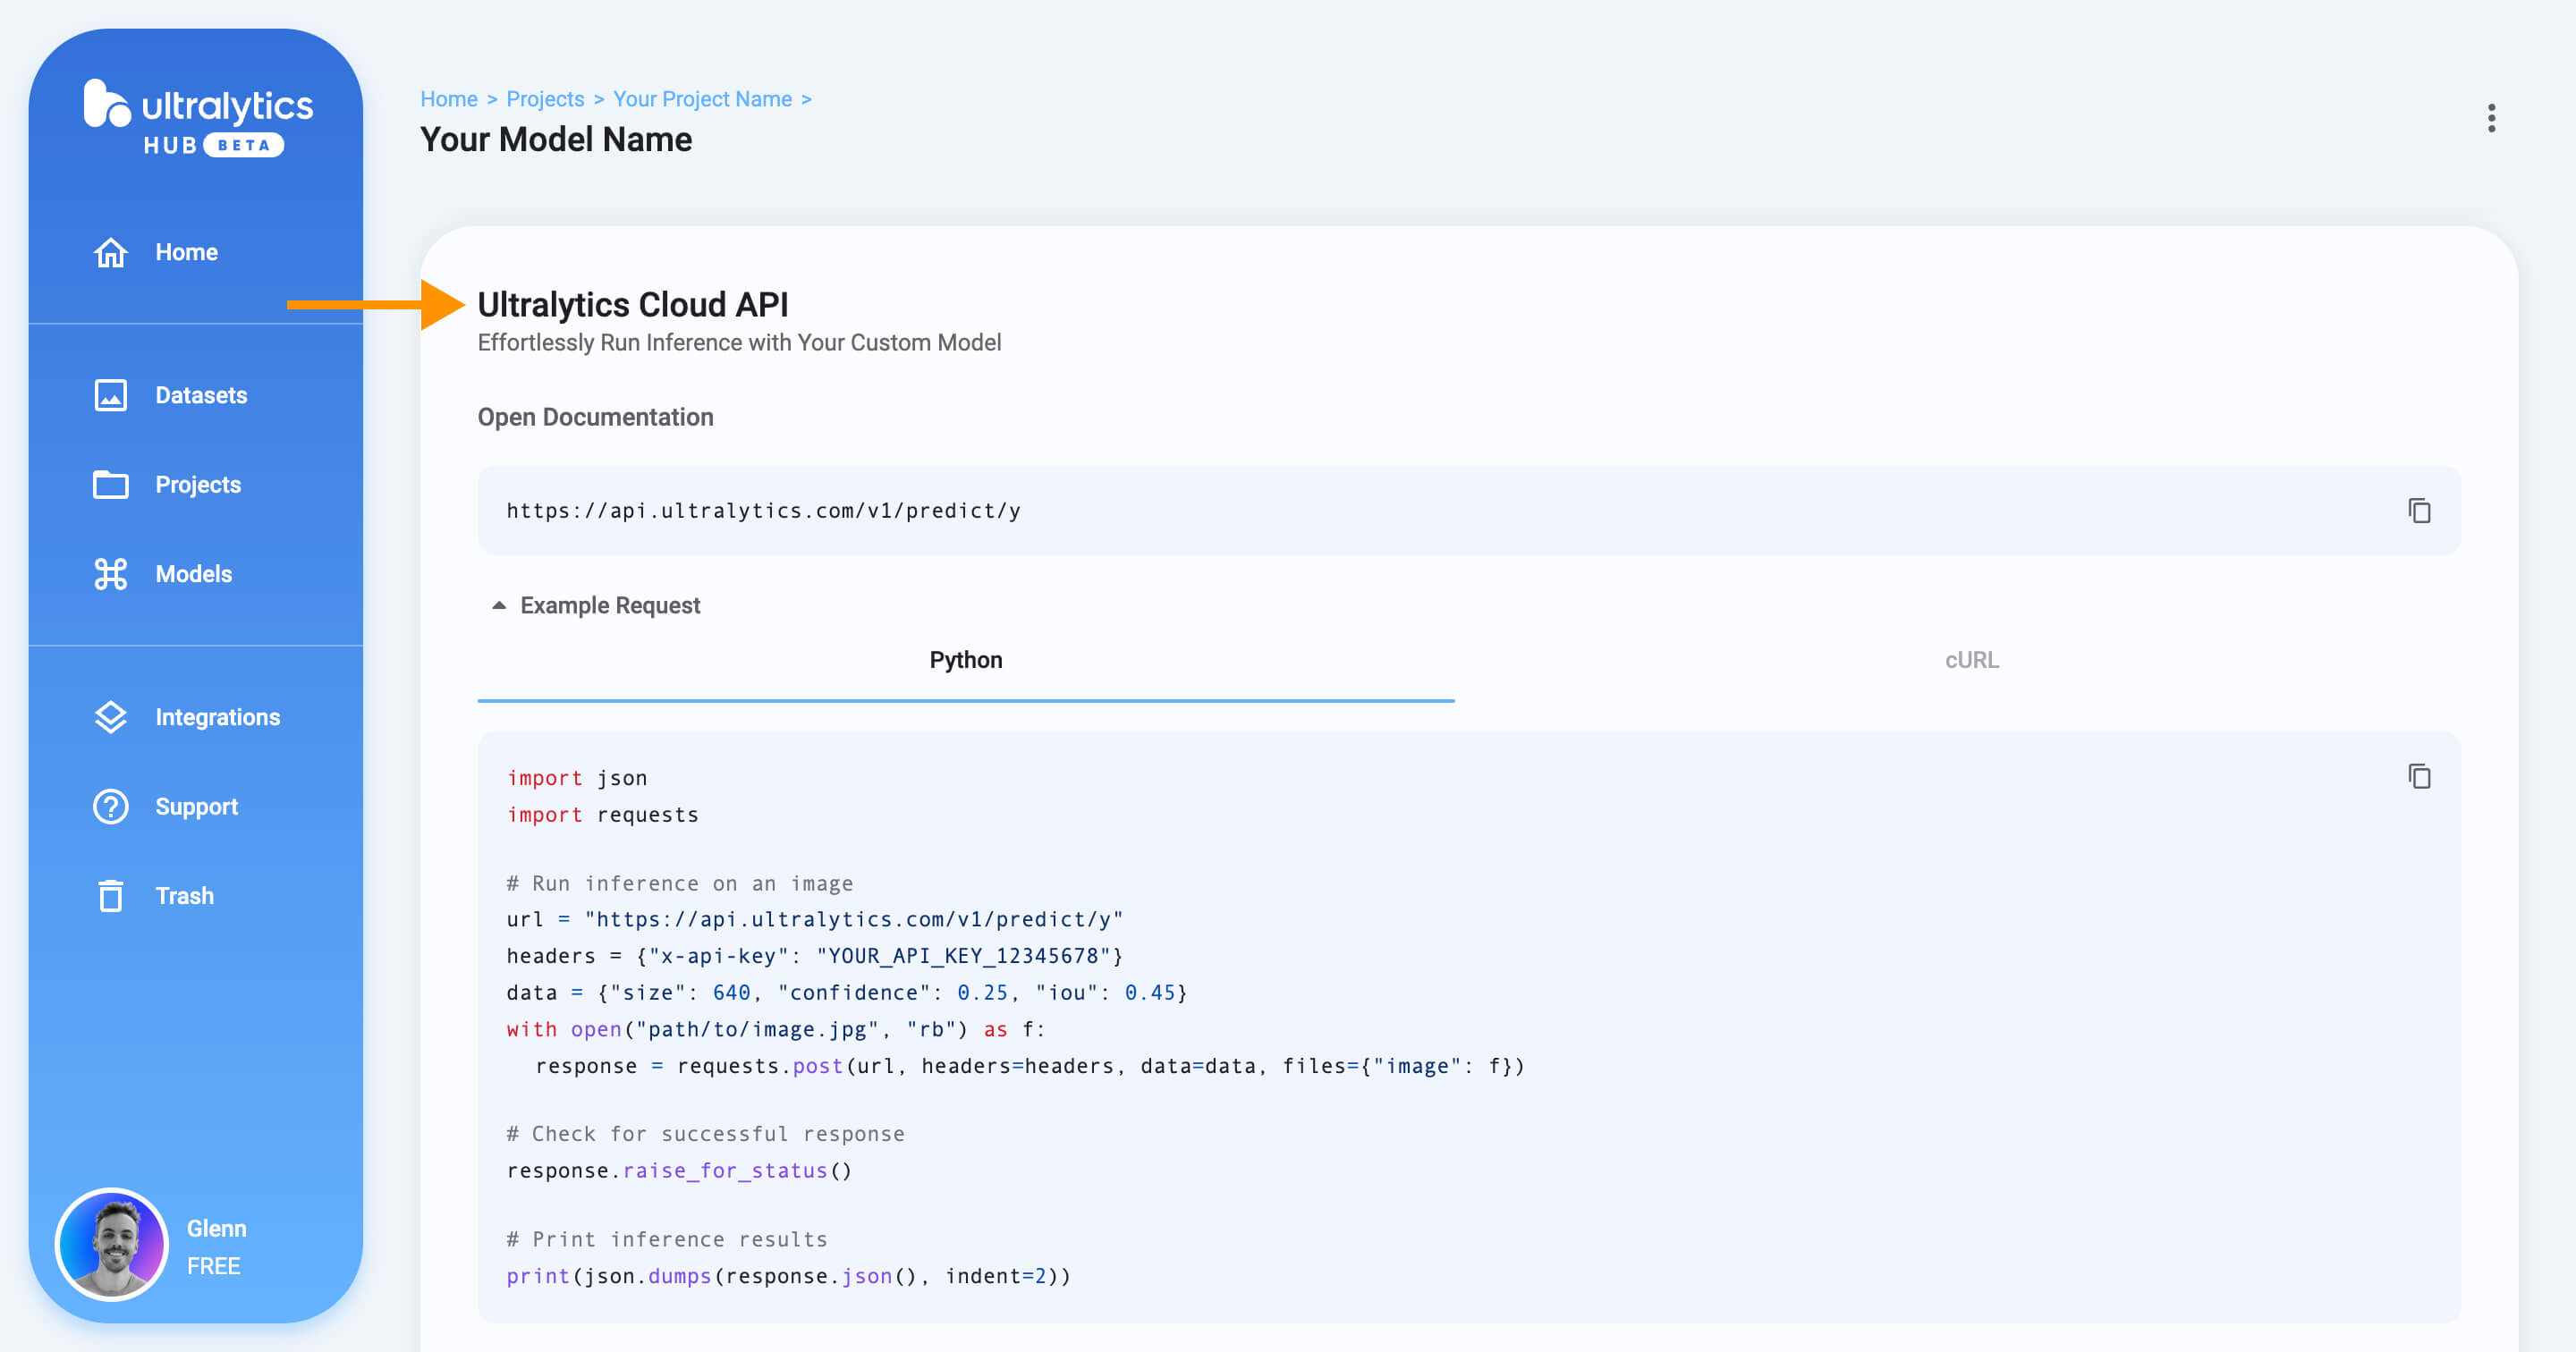 ultralytics
HUB BETA
Home
Datasets
Projects
Models
Integrations
Support
Trash
Glenn
FREE
Home > Projects > Your Project Name >
Your Model Name
Ultralytics Cloud API
Effortlessly Run Inference with Your Custom Model
Open Documentation
https://api.ultralytics.com/v1/predict/y
Example Request
Python cURL
import json
import requests
# Run inference on an image
url = "https://api.ultralytics.com/v1/predict/y"
headers = {"x-api-key": "YOUR_API_KEY_12345678"}
data = {"size": 640, "confidence": 0.25, "iou": 0.45}
with open("path/to/image.jpg", "rb") as f:
  response = requests.post(url, headers=headers, data=data, files={"image": f})
# Check for successful response
response.raise_for_status()
# Print inference results
print(json.dumps(response.json(), indent=2))